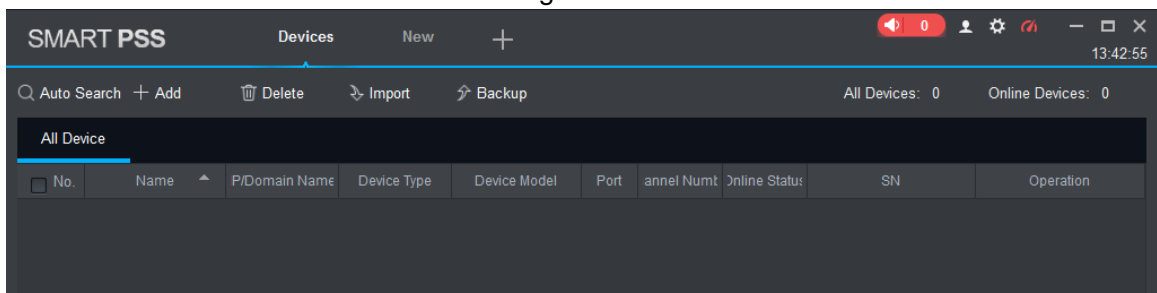 SMART PSS Devices New 0
13:42:55
Auto Search Add Delete Import Backup All Devices: 0 Online Devices: 0
All Device
No. Name P/Domain Name Device Type Device Model Port annel Numb Online Status SN Operation